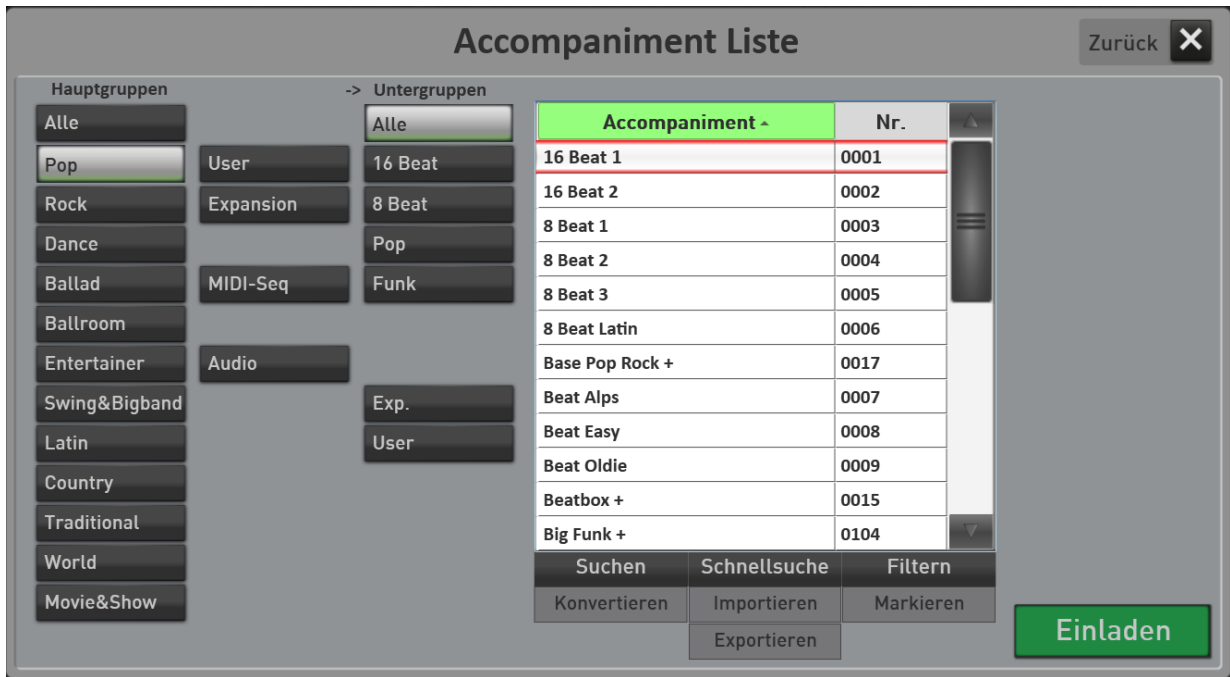 Accompaniment Liste
Zurück
Hauptgruppen -> Untergruppen
Alle
Pop
Rock
Dance
Ballad
Ballroom
Entertainer
Swing&Bigband
Latin
Country
Traditional
World
Movie&Show
User
Expansion
MIDI-Seq
Audio
Alle
16 Beat
8 Beat
Pop
Funk
Exp.
User
Accompaniment Nr.
16 Beat 1 0001
16 Beat 2 0002
8 Beat 1 0003
8 Beat 2 0004
8 Beat 3 0005
8 Beat Latin 0006
Base Pop Rock + 0017
Beat Alps 0007
Beat Easy 0008
Beat Oldie 0009
Beatbox + 0015
Big Funk + 0104
Suchen Schnellsuche Filtern
Konvertieren Importieren Markieren
Exportieren
Einladen